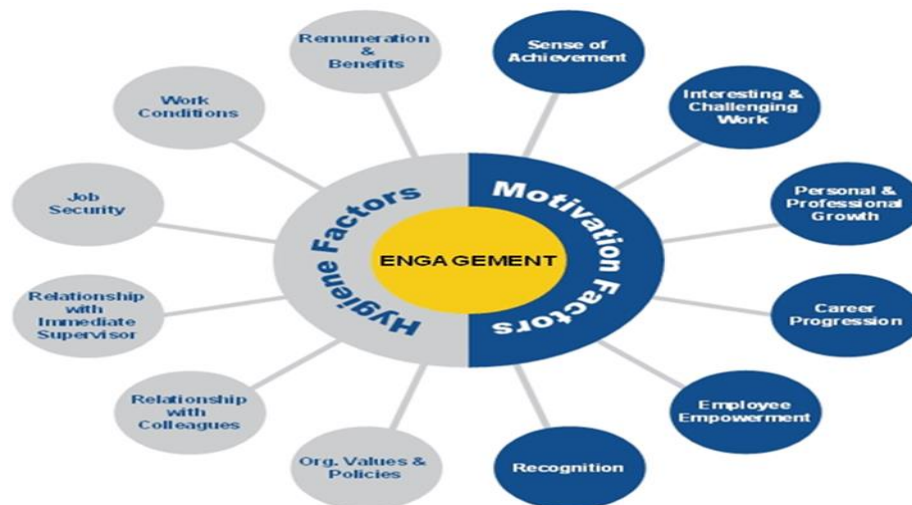 Remuneration
&
Benefits
Sense of
Achievement
Work
Conditions
Interesting &
Challenging
Work
Job
Security
Personal &
Professional
Growth
Hygiene Factors
ENGAGEMENT
Motivation Factors
Relationship
with
Immediate
Supervisor
Career
Progression
Relationship
with
Colleagues
Employee
Empowerment
Org. Values &
Policies
Recognition